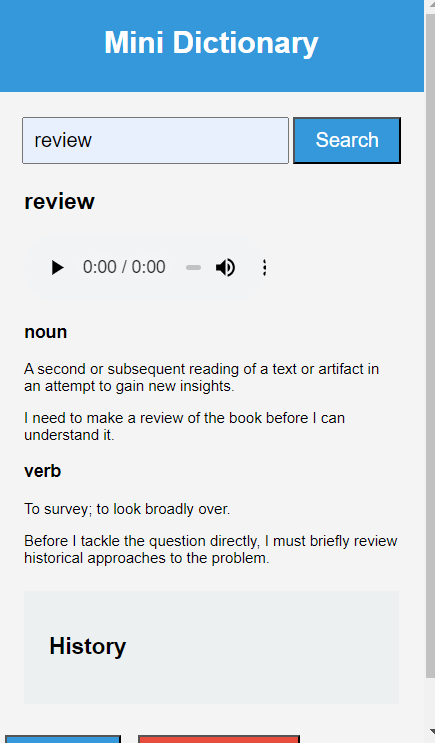 Mini Dictionary
review
Search
review
0:00 / 0:00
noun
A second or subsequent reading of a text or artifact in
an attempt to gain new insights.
I need to make a review of the book before I can
understand it.
verb
To survey; to look broadly over.
Before I tackle the question directly, I must briefly review
historical approaches to the problem.
History